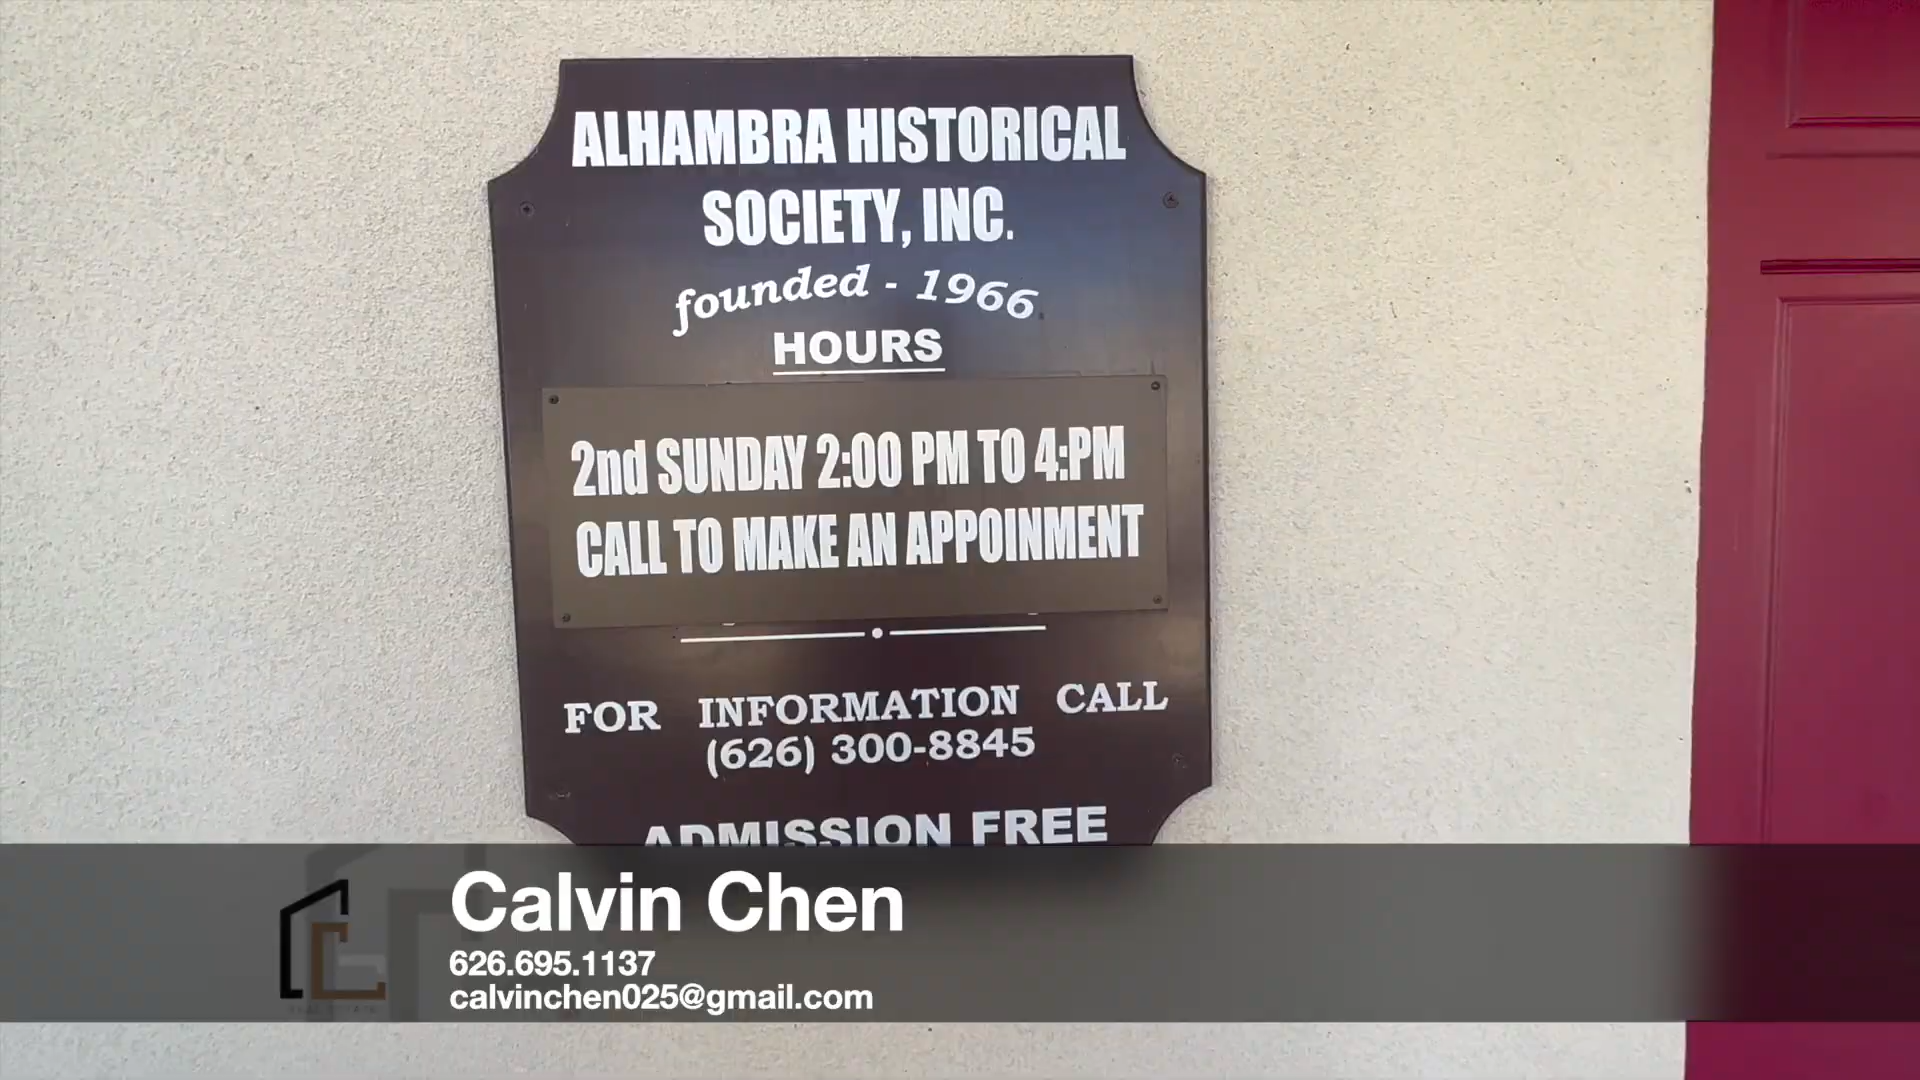 ALHAMBRA HISTORICAL
SOCIETY, INC.
founded - 1966
HOURS
2nd SUNDAY 2:00 PM TO 4:PM
CALL TO MAKE AN APPOINMENT
FOR INFORMATION CALL
(626) 300-8845
ADMISSION FREE
Calvin Chen
626.695.1137
calvinchen025@gmail.com